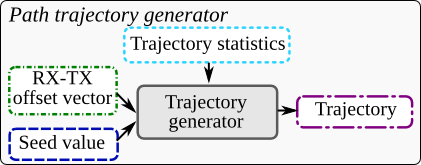 Path trajectory generator
Trajectory statistics
RX-TX
offset vector
Trajectory
generator
Trajectory
Seed value